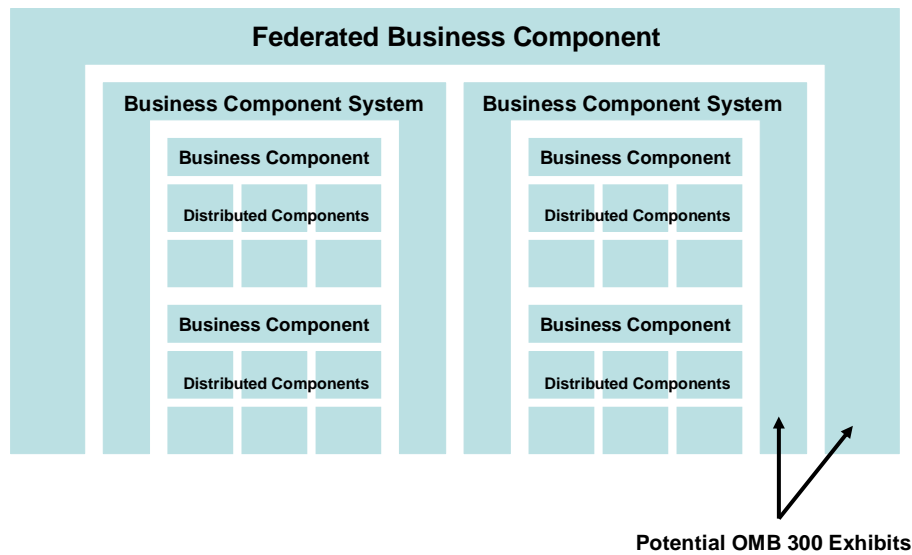 Federated Business Component
Business Component System
Business Component
Distributed Components
Business Component
Distributed Components
Business Component System
Business Component
Distributed Components
Business Component
Distributed Components
Potential OMB 300 Exhibits